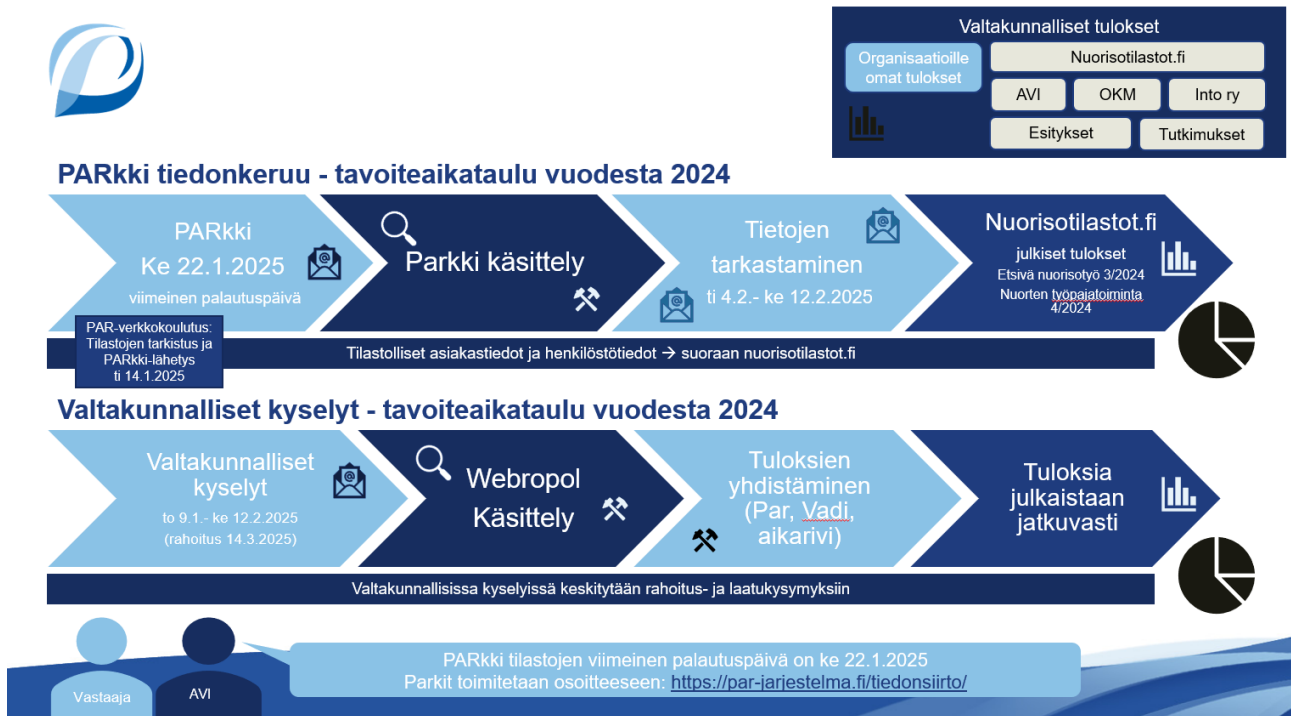 Valtakunnalliset tulokset
Organisaatioille
omat tulokset
Nuorisotilastot.fi
AVI
OKM
Into ry
Esitykset
Tutkimukset
PARkki tiedonkeruu - tavoiteaikataulu vuodesta 2024
PARkki
Ke 22.1.2025
viimeinen palautuspäivä
Parkki käsittely
Tietojen
tarkastaminen
ti 4.2.- ke 12.2.2025
Nuorisotilastot.fi
julkiset tulokset
Etsivä nuorisotyö 3/2024
Nuorten työpajatoiminta
4/2024
PAR-verkkokoulutus:
Tilastojen tarkistus ja
PARkki-lähetys
ti 14.1.2025
Tilastolliset asiakastiedot ja henkilöstötiedot → suoraan nuorisotilastot.fi
Valtakunnalliset kyselyt - tavoiteaikataulu vuodesta 2024
Valtakunnalliset
kyselyt
to 9.1.- ke 12.2.2025
(rahoitus 14.3.2025)
Webropol
Käsittely
Tuloksien
yhdistäminen
(Par, Vadi,
aikarivi)
Tuloksia
julkaistaan
jatkuvasti
Valtakunnallisissa kyselyissä keskitytään rahoitus- ja laatukysymyksiin
Vastaaja
AVI
PARkki tilastojen viimeinen palautuspäivä on ke 22.1.2025
Parkit toimitetaan osoitteeseen: https://par-jarjestelma.fi/tiedonsiirto/